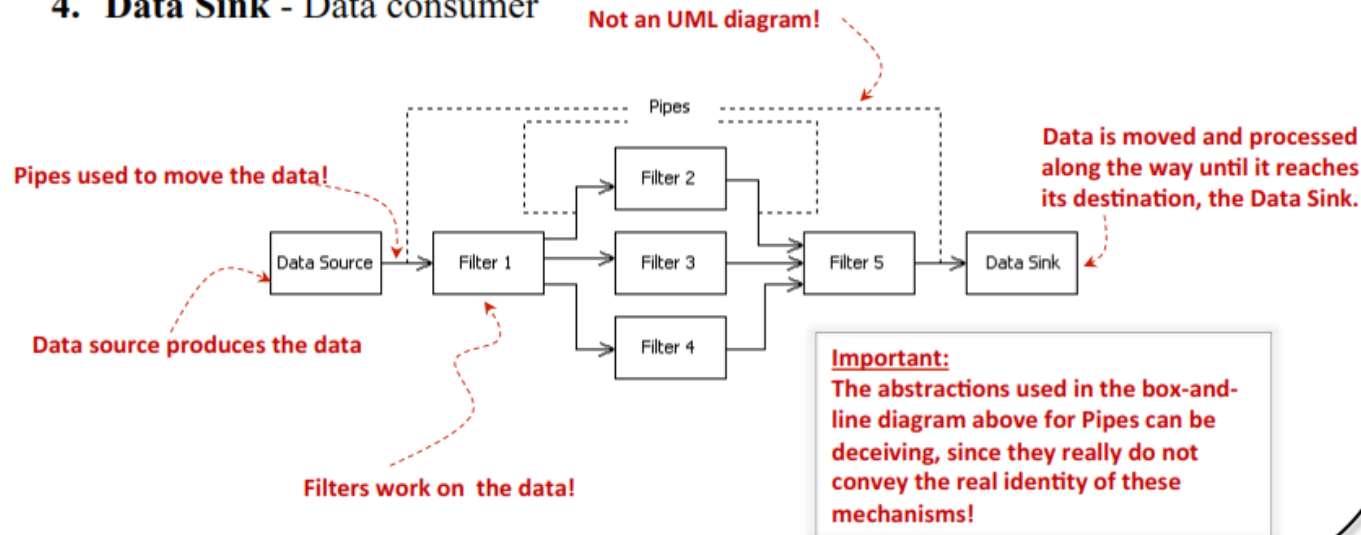 4. Data Sink - Data consumer
Not an UML diagram!
Pipes
Data is moved and processed
along the way until it reaches
its destination, the Data Sink.
Pipes used to move the data!
Filter 2
Data Source
Filter 1
Filter 3
Filter 5
Data Sink
Data source produces the data
Filter 4
Important:
The abstractions used in the box-and-
line diagram above for Pipes can be
deceiving, since they really do not
convey the real identity of these
mechanisms!
Filters work on the data!